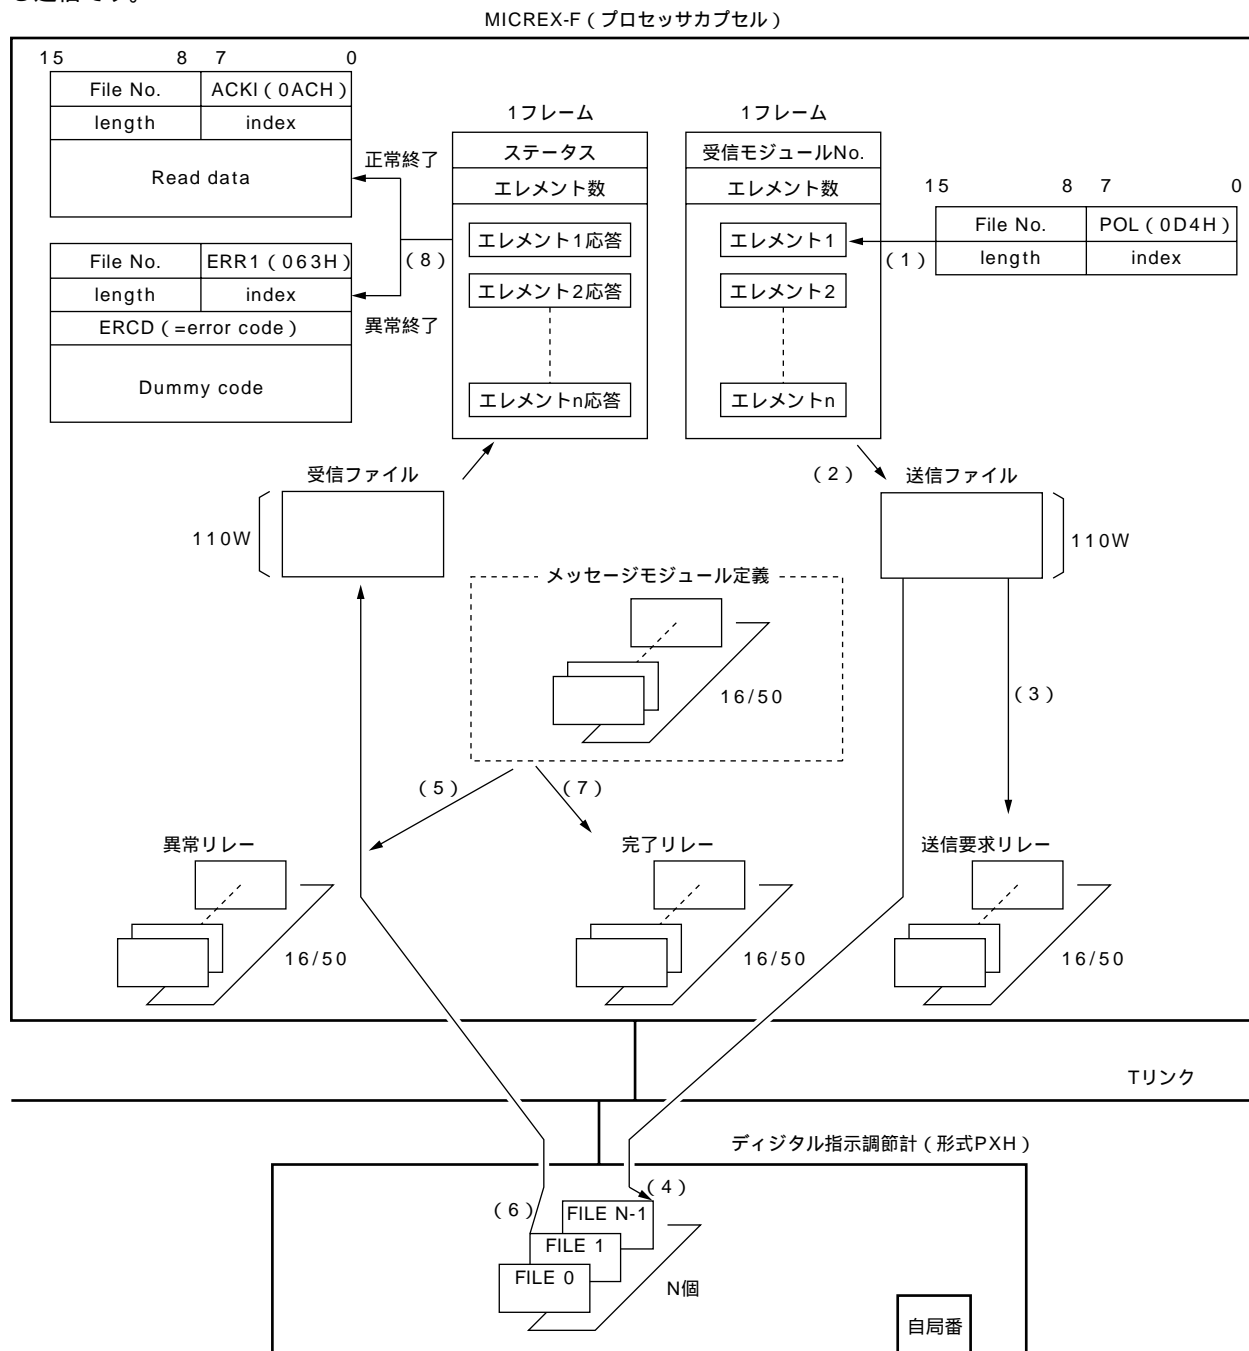 MICREX-F（プロセッサカプセル）
15 8 7 0
File No. ACKI（0ACH）
length index
Read data
正常終了
File No. ERR1（063H）
length index
ERCD（=error code）
Dummy code
異常終了
（8）
1フレーム
ステータス
エレメント数
エレメント1応答
エレメント2応答
エレメントn応答
1フレーム
受信モジュールNo.
エレメント数
エレメント1
エレメント2
エレメントn
（1）
15 8 7 0
File No. POL（0D4H）
length index
受信ファイル
110W
（2）
送信ファイル
110W
メッセージモジュール定義
16/50
（3）
（5）
（7）
異常リレー
16/50
完了リレー
16/50
送信要求リレー
16/50
Tリンク
ディジタル指示調節計（形式PXH）
（6）
（4）
FILE N-1
FILE 1
FILE 0
N個
自局番